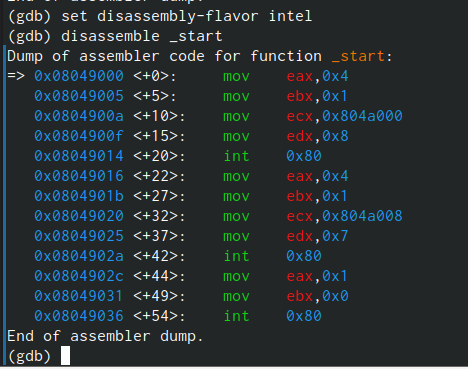 (gdb) set disassembly-flavor intel
(gdb) disassemble _start
Dump of assembler code for function _start:
=> 0x08049000 <+0>: mov eax,0x4
0x08049005 <+5>: mov ebx,0x1
0x0804900a <+10>: mov ecx,0x804a000
0x0804900f <+15>: mov edx,0x8
0x08049014 <+20>: int 0x80
0x08049016 <+22>: mov eax,0x4
0x0804901b <+27>: mov ebx,0x1
0x08049020 <+32>: mov ecx,0x804a008
0x08049025 <+37>: mov edx,0x7
0x0804902a <+42>: int 0x80
0x0804902c <+44>: mov eax,0x1
0x08049031 <+49>: mov ebx,0x0
0x08049036 <+54>: int 0x80
End of assembler dump.
(gdb)